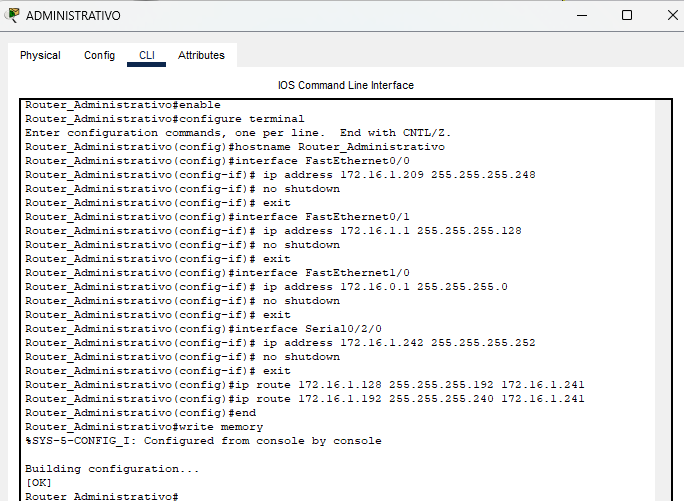 ADMINISTRATIVO
Physical Config CLI Attributes
IOS Command Line Interface
Router_Administrativo#enable
Router_Administrativo#configure terminal
Enter configuration commands, one per line.  End with CNTL/Z.
Router_Administrativo(config)#hostname Router_Administrativo
Router_Administrativo(config)#interface FastEthernet0/0
Router_Administrativo(config-if)# ip address 172.16.1.209 255.255.255.248
Router_Administrativo(config-if)# no shutdown
Router_Administrativo(config-if)# exit
Router_Administrativo(config)#interface FastEthernet0/1
Router_Administrativo(config-if)# ip address 172.16.1.1 255.255.255.128
Router_Administrativo(config-if)# no shutdown
Router_Administrativo(config-if)# exit
Router_Administrativo(config)#interface FastEthernet1/0
Router_Administrativo(config-if)# ip address 172.16.0.1 255.255.255.0
Router_Administrativo(config-if)# no shutdown
Router_Administrativo(config-if)# exit
Router_Administrativo(config)#interface Serial0/2/0
Router_Administrativo(config-if)# ip address 172.16.1.242 255.255.255.252
Router_Administrativo(config-if)# no shutdown
Router_Administrativo(config-if)# exit
Router_Administrativo(config)#ip route 172.16.1.128 255.255.255.192 172.16.1.241
Router_Administrativo(config)#ip route 172.16.1.192 255.255.255.240 172.16.1.241
Router_Administrativo(config)#end
Router_Administrativo#write memory
%SYS-5-CONFIG_I: Configured from console by console
Building configuration...
[OK]
Router_Administrativo#